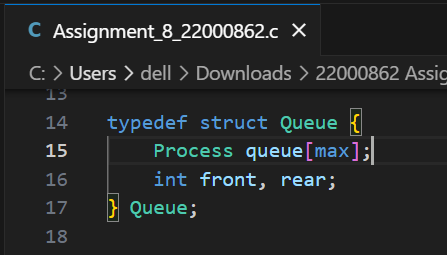 C Assignment_8_22000862.c ×
C: > Users > dell > Downloads > 22000862 Assig
13
14 typedef struct Queue {
15 Process queue[max];
16 int front, rear;
17 } Queue;
18